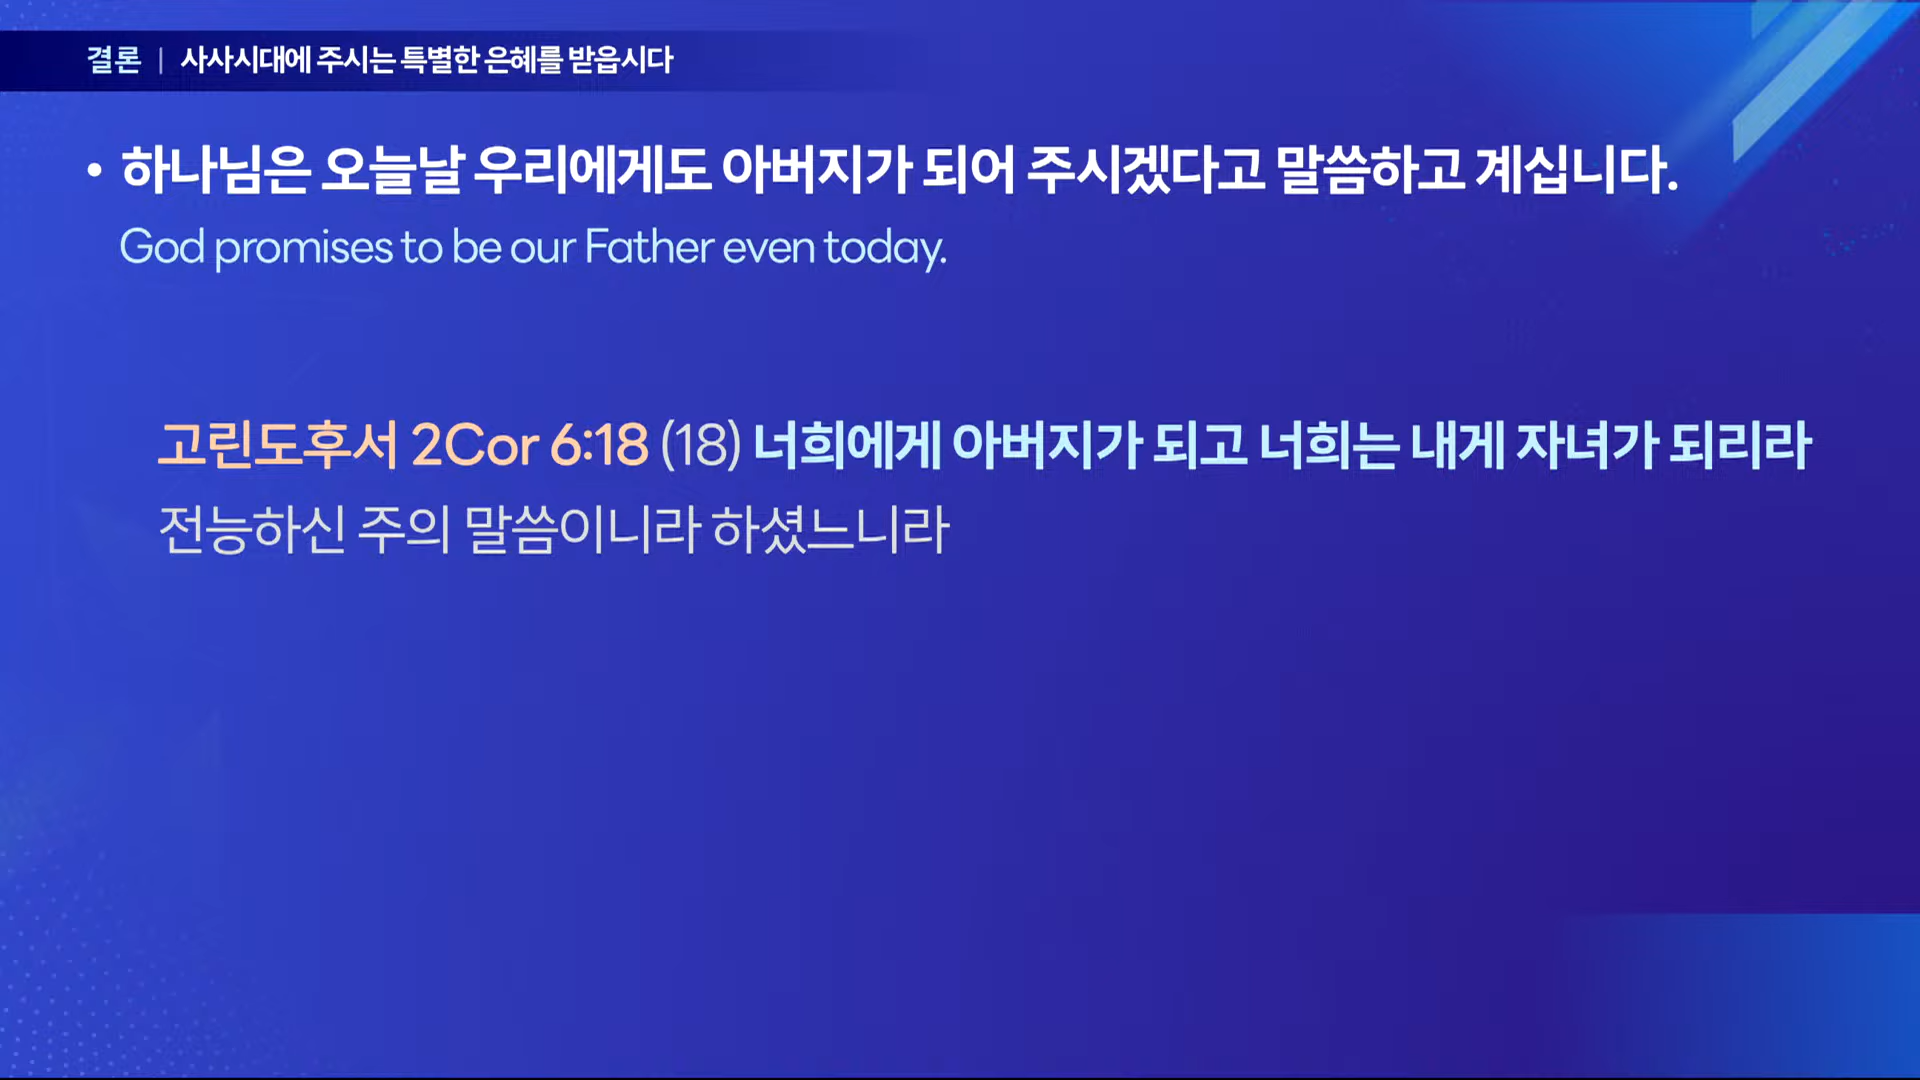 결론 | 사사시대에 주시는 특별한 은혜를 받읍시다
• 하나님은 오늘날 우리에게도 아버지가 되어 주시겠다고 말씀하고 계십니다.
God promises to be our Father even today.
고린도후서 2Cor 6:18 (18) 너희에게 아버지가 되고 너희는 내게 자녀가 되리라
전능하신 주의 말씀이니라 하셨느니라